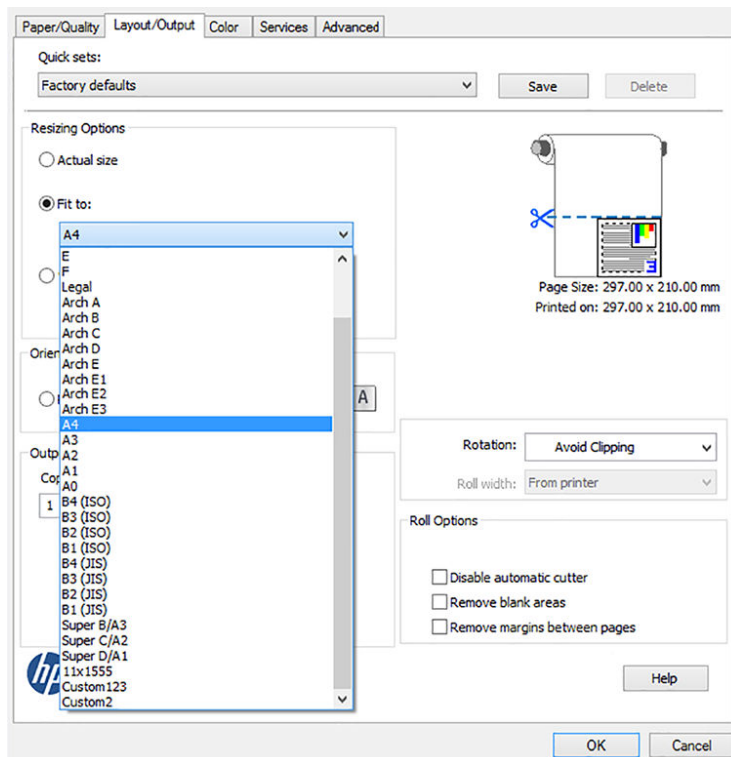 Paper/Quality Layout/Output Color Services Advanced
Quick sets:
Factory defaults Save Delete
Resizing Options
Actual size
Fit to:
A4
E
F
Legal
Arch A
Arch B
Arch C
Arch D
Arch E
Arch E1
Arch E2
Arch E3
A4
A3
A2
A1
A0
B4 (ISO)
B3 (ISO)
B2 (ISO)
B1 (ISO)
B4 (JIS)
B3 (JIS)
B2 (JIS)
B1 (JIS)
Super B/A3
Super C/A2
Super D/A1
11x1555
Custom123
Custom2
Orien
A
Outp
Cop
1
hp
E
Page Size: 297.00 x 210.00 mm
Printed on: 297.00 x 210.00 mm
Rotation: Avoid Clipping
Roll width: From printer
Roll Options
Disable automatic cutter
Remove blank areas
Remove margins between pages
Help
OK Cancel